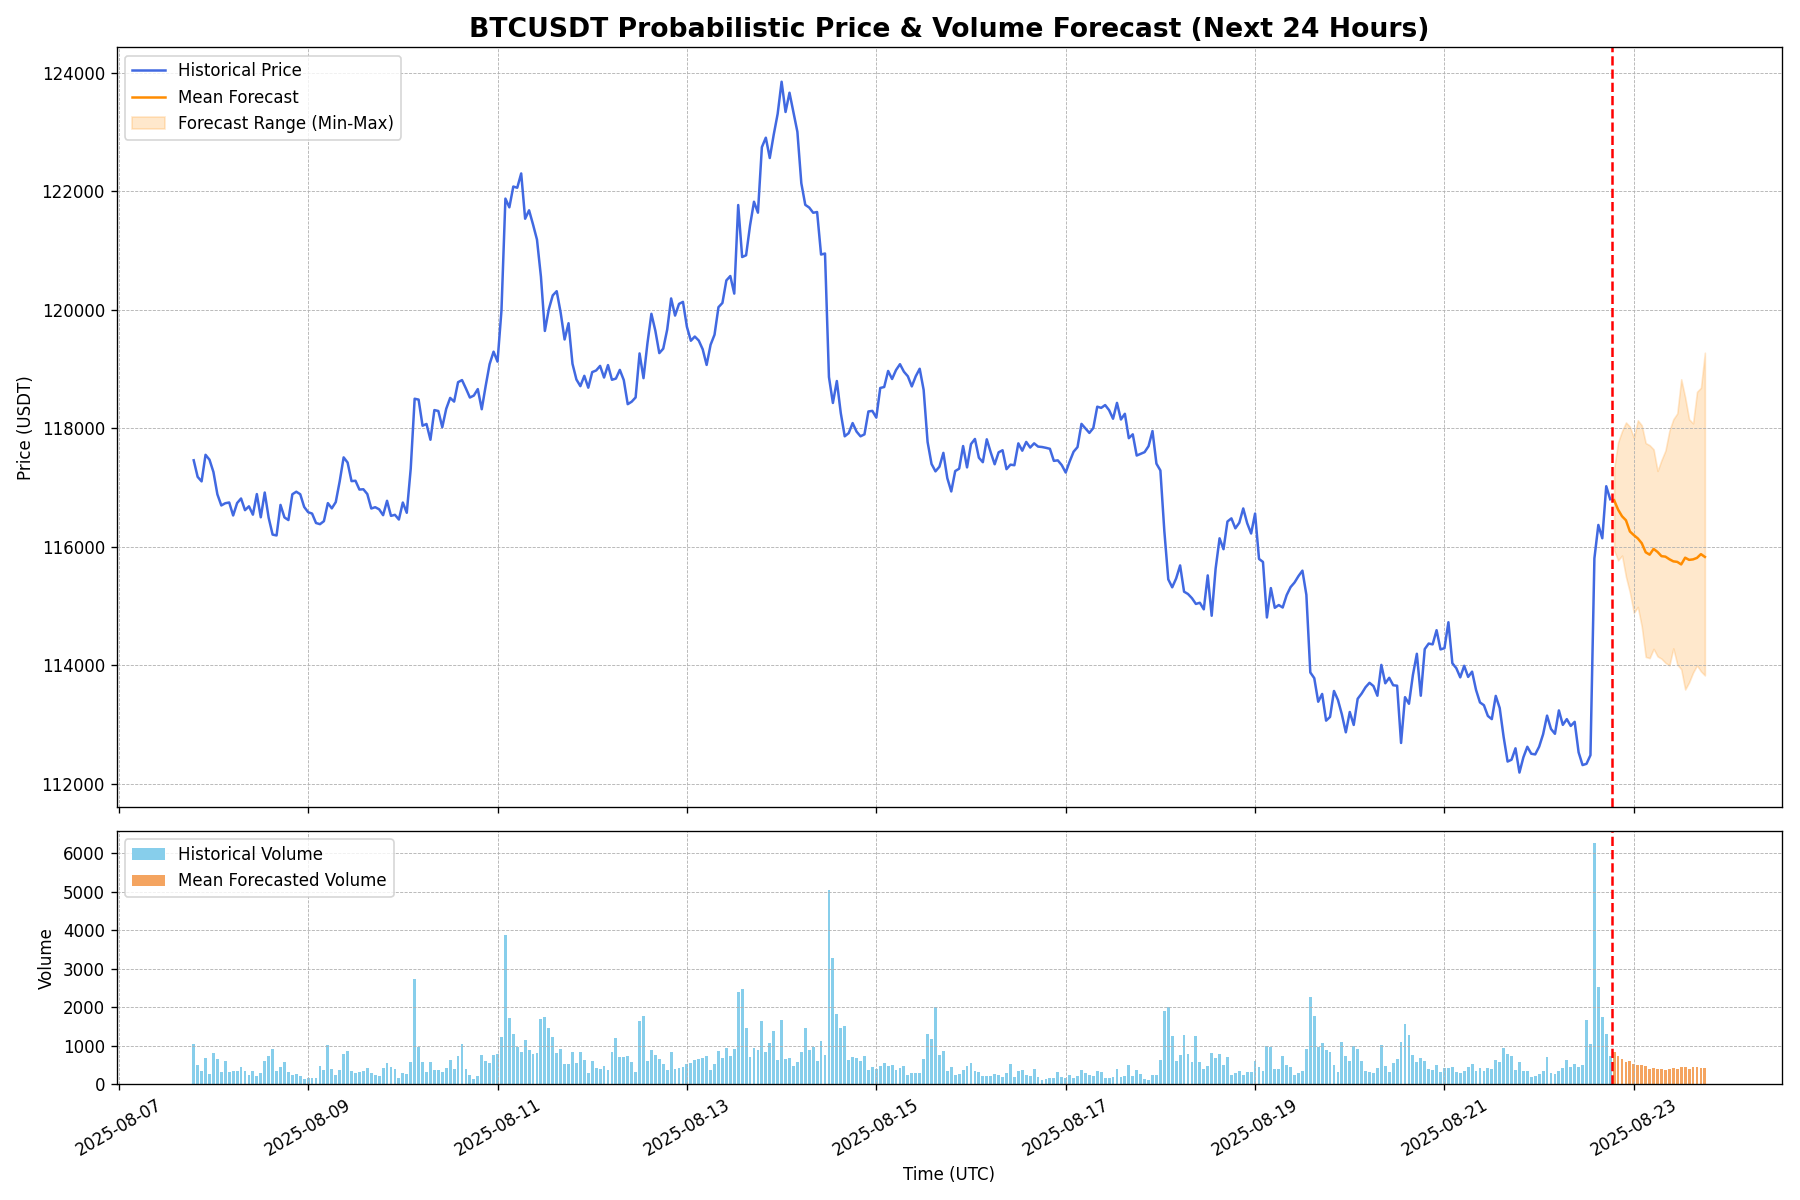 BTCUSDT Probabilistic Price & Volume Forecast (Next 24 Hours)
Historical Price
Mean Forecast
Forecast Range (Min-Max)
Price (USDT)
124000
122000
120000
118000
116000
114000
112000
Historical Volume
Mean Forecasted Volume
Volume
6000
5000
4000
3000
2000
1000
0
2025-08-07
2025-08-09
2025-08-11
2025-08-13
2025-08-15
2025-08-17
2025-08-19
2025-08-21
2025-08-23
Time (UTC)